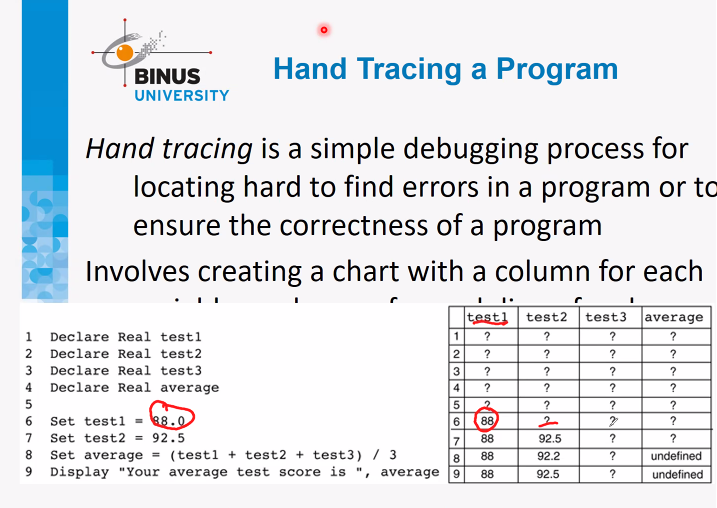 BINUS
UNIVERSITY
Hand Tracing a Program
Hand tracing is a simple debugging process for
locating hard to find errors in a program or to
ensure the correctness of a program
Involves creating a chart with a column for each
1 Declare Real test1
2 Declare Real test2
3 Declare Real test3
4 Declare Real average
5
6 Set test1 = 88.0
7 Set test2 = 92.5
8 Set average = (test1 + test2 + test3) / 3
9 Display "Your average test score is ", average
test1 test2 test3 average
1 ? ? ? ?
2 ? ? ? ?
3 ? ? ? ?
4 ? ? ? ?
5 ? ? ? ?
6 88 ? ? ?
7 88 92.5 ? ?
8 88 92.2 ? undefined
9 88 92.5 ? undefined